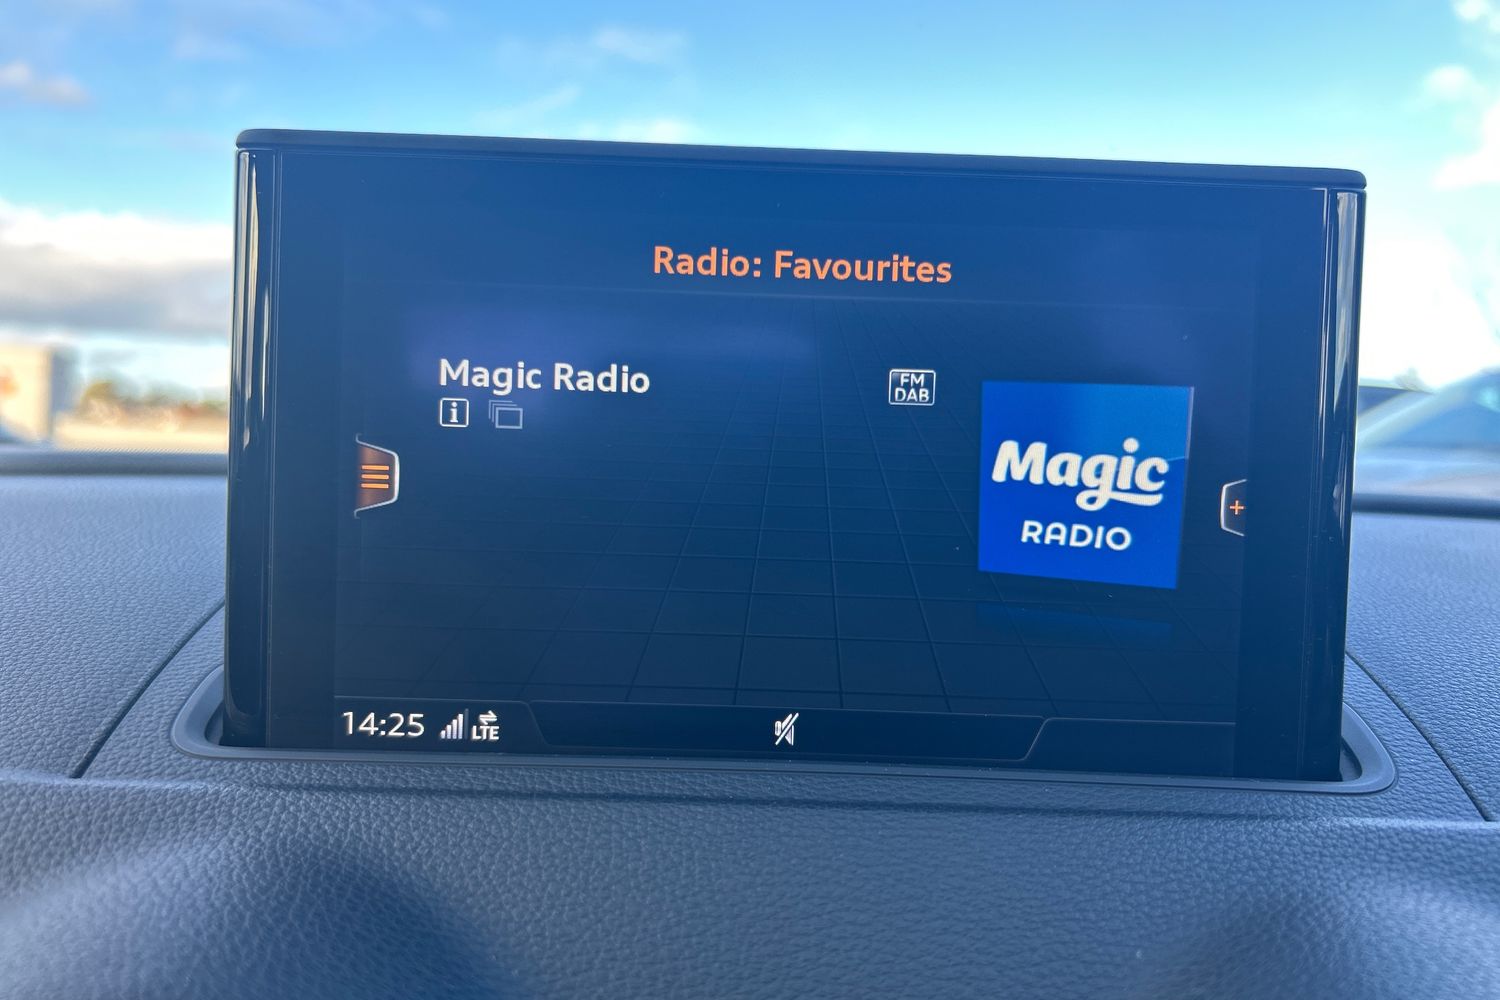 Radio: Favourites
Magic Radio
FM
DAB
i
Magic
RADIO
14:25 LTE